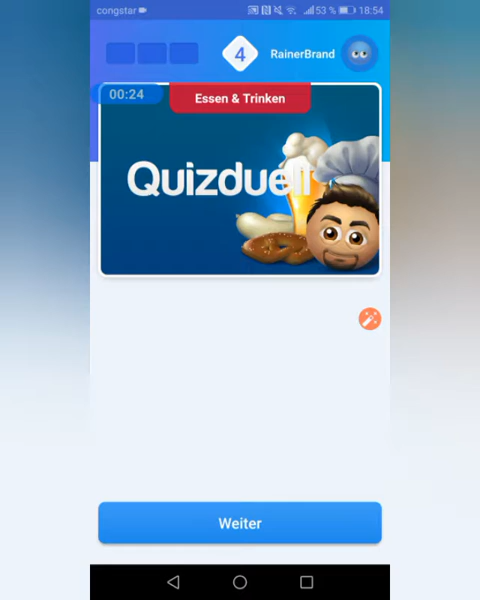 congstar
53 % 18:54
4
RainerBrand
00:24
Essen & Trinken
Quizduell
Weiter